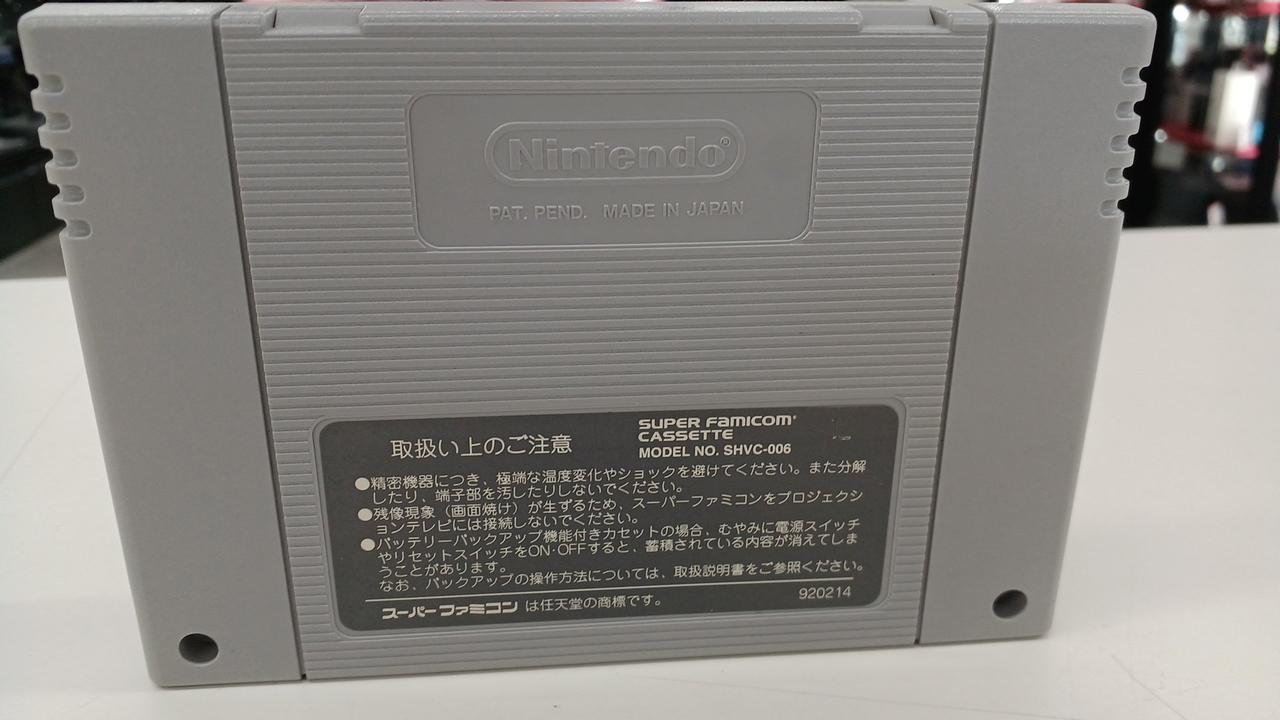 Nintendo®
PAT. PEND. MADE IN JAPAN
取扱い上のご注意
SUPER FAMICOM
CASSETTE
MODEL NO. SHVC-006
●精密機器につき、極端な温度変化やショックを避けてください。また分解
したり、端子部を汚したりしないでください。
●残像現象（画面焼け）が生ずるため、スーパーファミコンをプロジェクシ
ョンテレビには接続しないでください。
●バッテリーバックアップ機能付きカセットの場合、むやみに電源スイッチ
やリセットスイッチをON・OFFすると、蓄積されている内容が消えてしま
うことがあります。
なお、バックアップの操作方法については、取扱説明書をご参照ください。
スーパーファミコン は任天堂の商標です。
920214